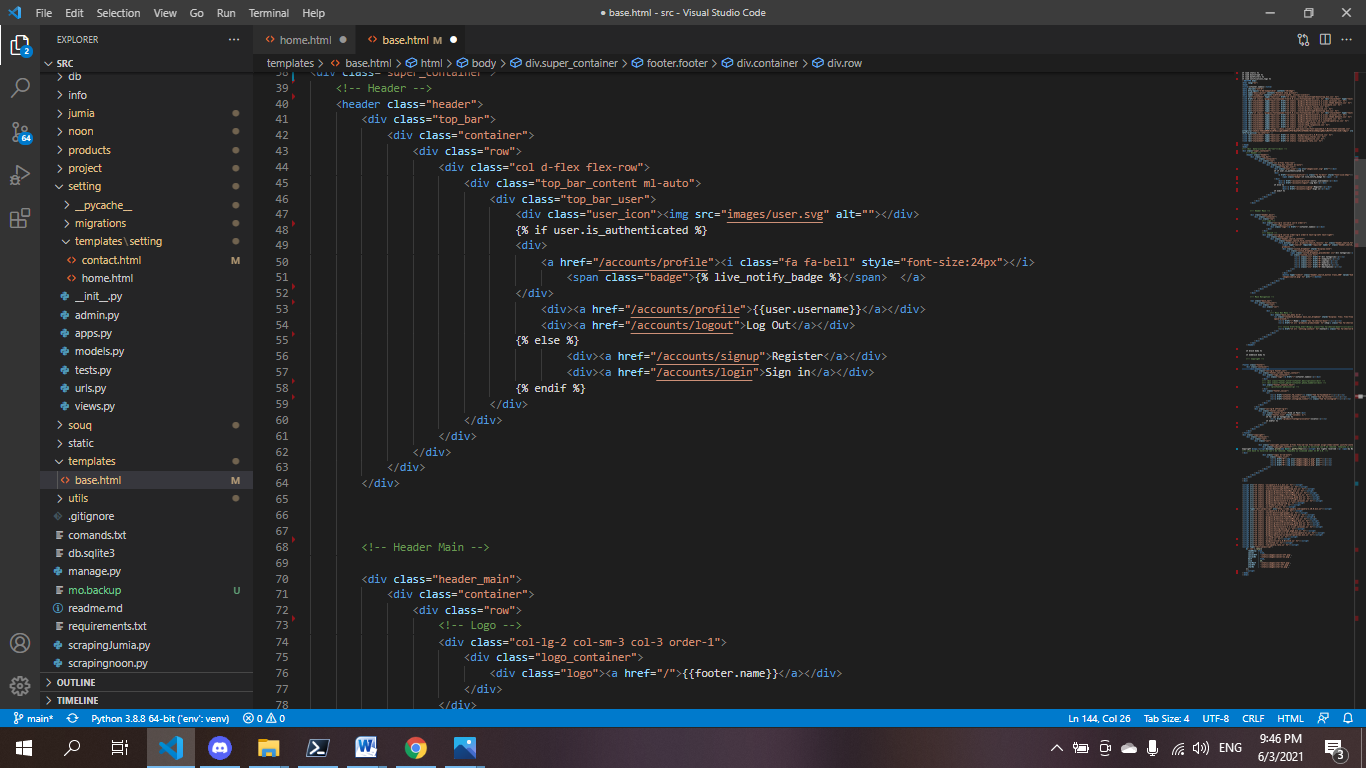 File Edit Selection View Go Run Terminal Help
● base.html - src - Visual Studio Code
EXPLORER
home.html
base.html M
templates > base.html > html > body > div.super_container > footer.footer > div.container > div.row
2
64
SRC
db
info
jumia
noon
products
project
setting
__pycache__
migrations
templates \ setting
contact.html M
home.html
__init__.py
admin.py
apps.py
models.py
tests.py
urls.py
views.py
souq
static
templates
base.html M
utils
.gitignore
comands.txt
db.sqlite3
manage.py
mo.backup U
readme.md
requirements.txt
scrapingJumia.py
scrapingnoon.py
OUTLINE
TIMELINE
38 <div class="super_container">
39 <!-- Header -->
40 <header class="header">
41 <div class="top_bar">
42 <div class="container">
43 <div class="row">
44 <div class="col d-flex flex-row">
45 <div class="top_bar_content ml-auto">
46 <div class="top_bar_user">
47 <div class="user_icon"><img src="images/user.svg" alt=""></div>
48 {% if user.is_authenticated %}
49 <div>
50 <a href="/accounts/profile"><i class="fa fa-bell" style="font-size:24px"></i>
51 <span class="badge">{% live_notify_badge %}</span>  </a>
52 </div>
53 <div><a href="/accounts/profile">{{user.username}}</a></div>
54 <div><a href="/accounts/logout">Log Out</a></div>
55 {% else %}
56 <div><a href="/accounts/signup">Register</a></div>
57 <div><a href="/accounts/login">Sign in</a></div>
58 {% endif %}
59 </div>
60 </div>
61 </div>
62 </div>
63 </div>
64 </div>
65
66
67
68 <!-- Header Main -->
69
70 <div class="header_main">
71 <div class="container">
72 <div class="row">
73 <!-- Logo -->
74 <div class="col-lg-2 col-sm-3 col-3 order-1">
75 <div class="logo_container">
76 <div class="logo"><a href="/">{{footer.name}}</a></div>
77 </div>
78 </div>
main* Python 3.8.8 64-bit ('env': venv) 0 0 Ln 144, Col 26 Tab Size: 4 UTF-8 CRLF HTML
ENG
9:46 PM
6/3/2021
3